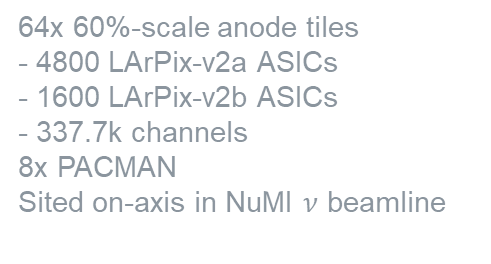 64x 60%-scale anode tiles
- 4800 LArPix-v2a ASICs
- 1600 LArPix-v2b ASICs
- 337.7k channels
8x PACMAN
Sited on-axis in NuMI ν beamline